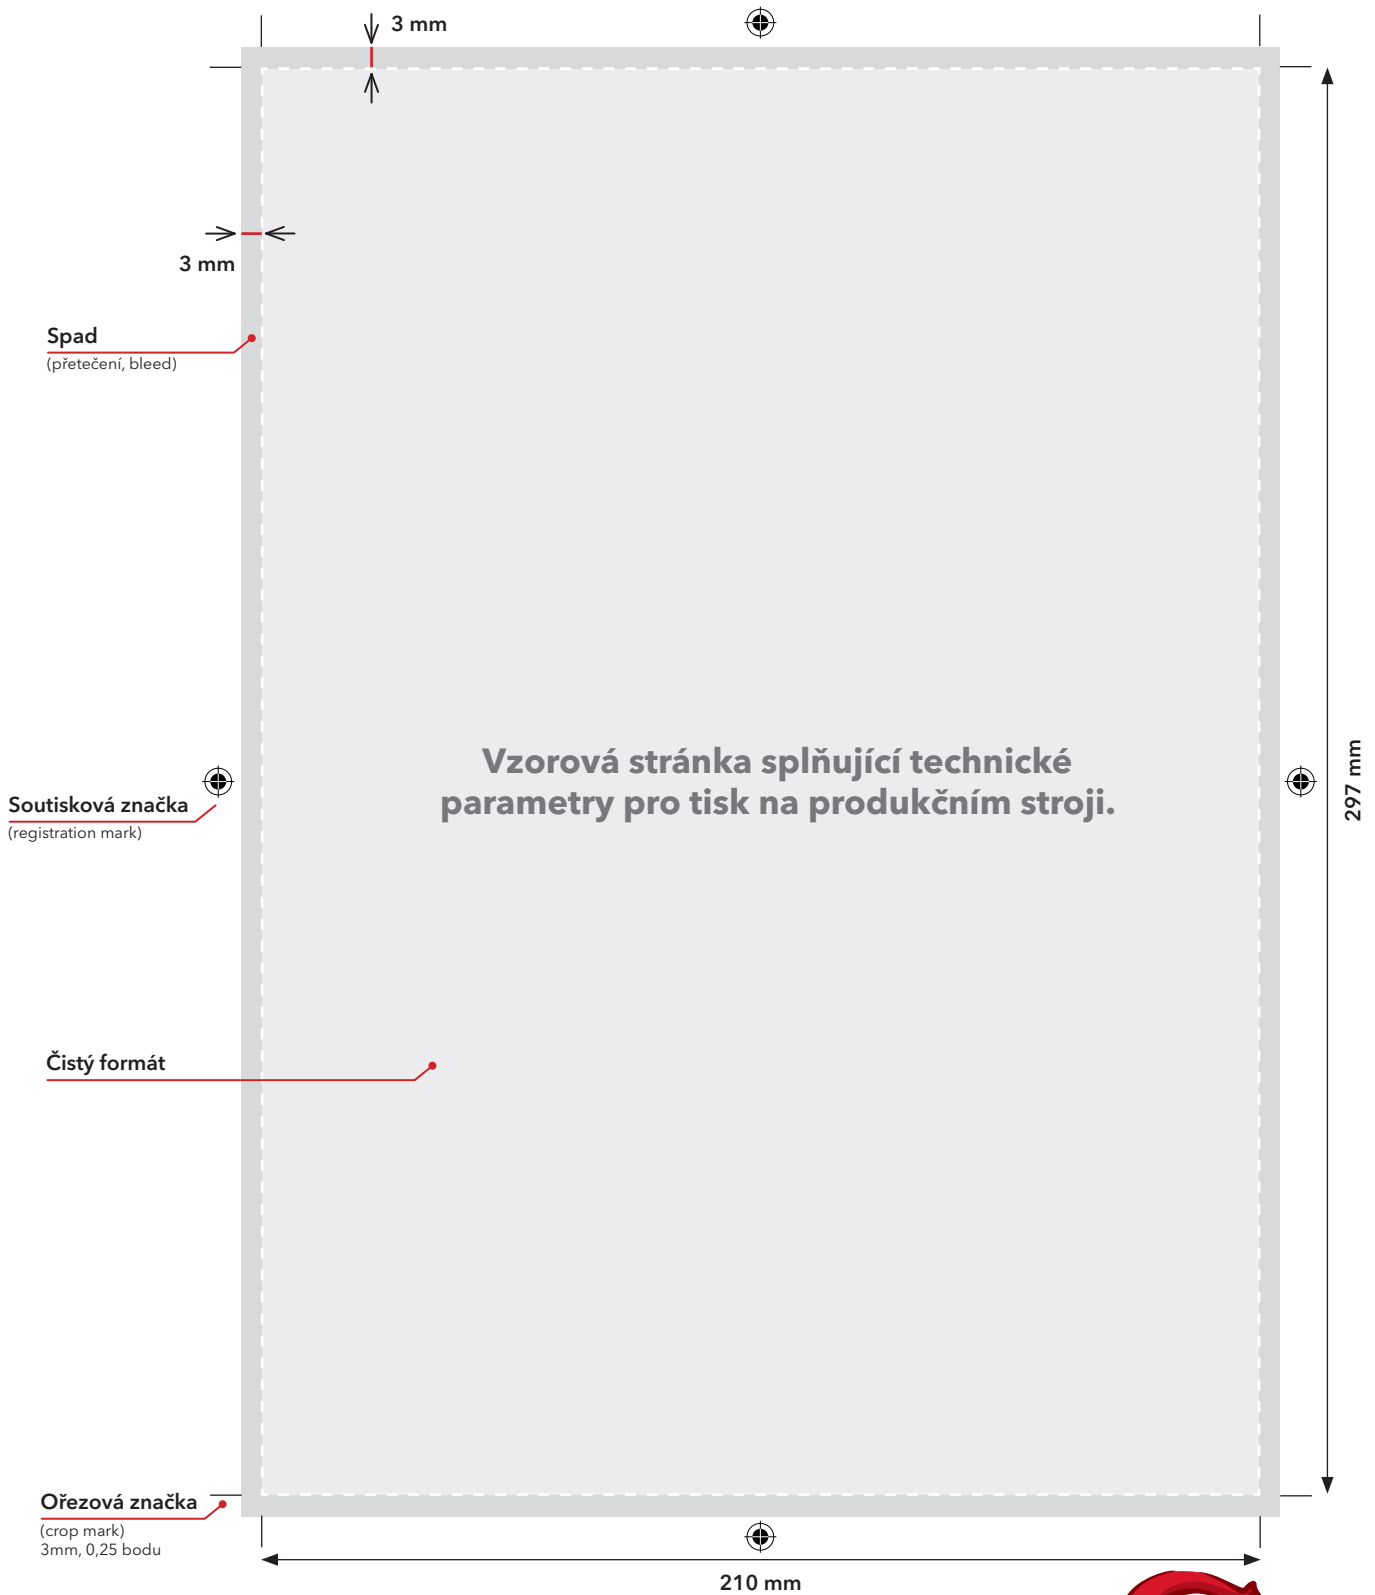 3 mm
3 mm
Spad
(přetečení, bleed)
Vzorová stránka splňující technické
parametry pro tisk na produkčním stroji.
297 mm
Soutisková značka
(registration mark)
Čistý formát
Ořezová značka
(crop mark)
3mm, 0,25 bodu
210 mm